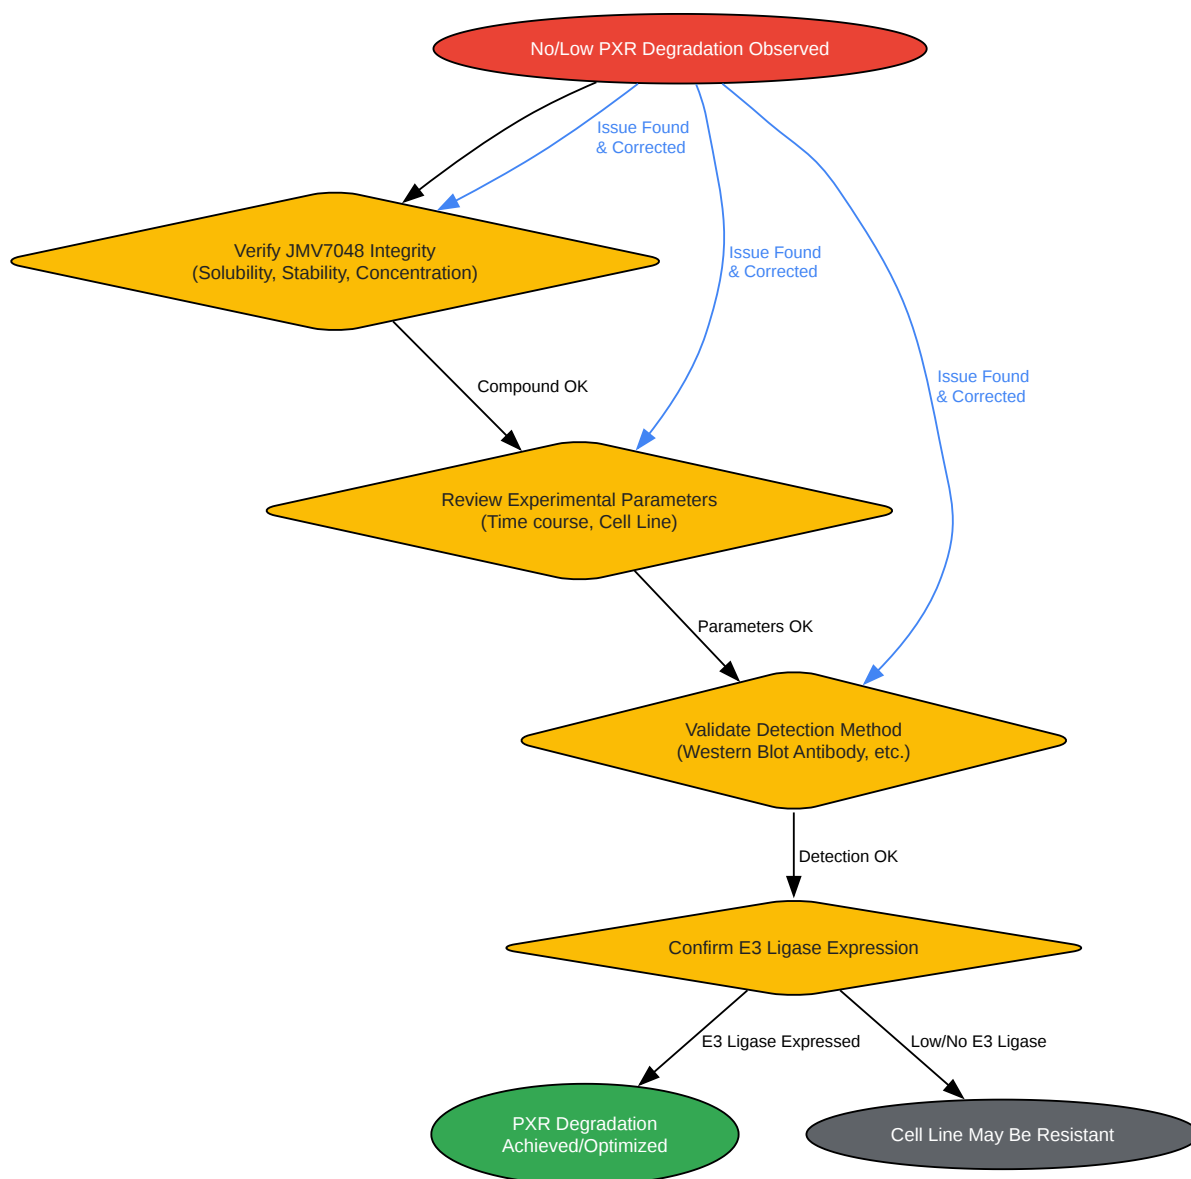 No/Low PXR Degradation Observed
Issue Found
& Corrected
Verify JMV7048 Integrity
(Solubility, Stability, Concentration)
Issue Found
& Corrected
Compound OK
Issue Found
& Corrected
Review Experimental Parameters
(Time course, Cell Line)
Parameters OK
Validate Detection Method
(Western Blot Antibody, etc.)
Detection OK
Confirm E3 Ligase Expression
E3 Ligase Expressed
Low/No E3 Ligase
PXR Degradation
Achieved/Optimized
Cell Line May Be Resistant